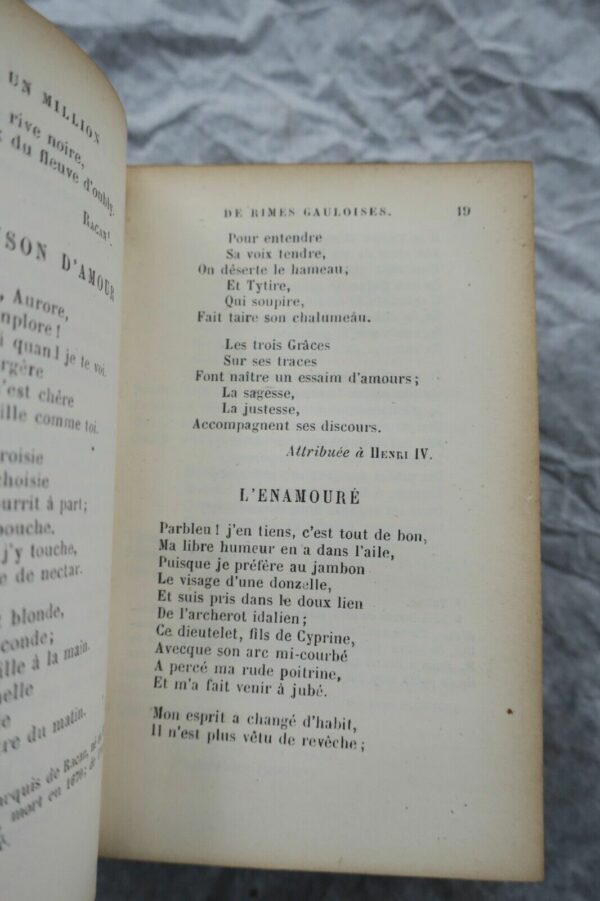 UN MILLION
rive noire,
du fleuve d'oubly.
RACAN
SON D'AMOUR
, Aurore,
nplore !
quand je te voi.
rgère
'est chère
ille comme toi.
roisie
choisie
ourrit à part;
bouche.
j'y touche,
e de nectar.
blonde,
conde;
ille à la main.
elle
re du matin.
de Racan, né
mort en 1670; de
DE RIMES GAULOISES. 19
Pour entendre
Sa voix tendre,
On déserte le hameau,
Et Tytire,
Qui soupire,
Fait taire son chalumeâu.
Les trois Grâces
Sur ses traces
Font naître un essaim d'amours;
La sagesse,
La justesse,
Accompagnent ses discours.
Attribuée à HENRI IV.
L'ENAMOURÉ
Parbleu! j'en tiens, c'est tout de bon,
Ma libre humeur en a dans l'aile,
Puisque je préfère au jambon
Le visage d'une donzelle,
Et suis pris dans le doux lien
De l'archerot idalien;
Ce dieutelet, fils de Cyprine,
Avecque son arc mi-courbé
A percé ma rude poitrine,
Et m'a fait venir à jubé.
Mon esprit a changé d'habit,
Il n'est plus vêtu de revêche;